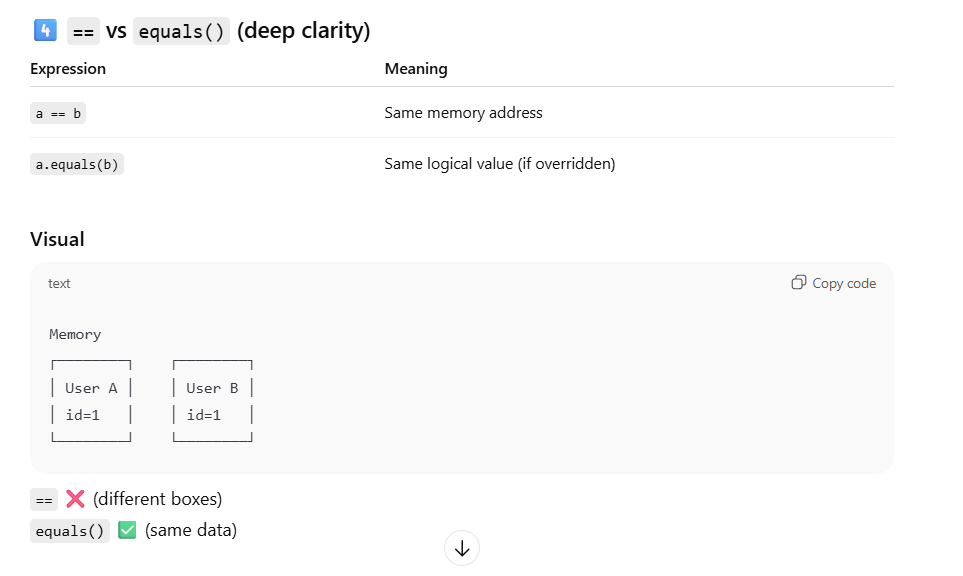 4 == vs equals() (deep clarity)
Expression Meaning
a == b Same memory address
a.equals(b) Same logical value (if overridden)
Visual
text Copy code
Memory
┌────────┐    ┌────────┐
│ User A │    │ User B │
│ id=1   │    │ id=1   │
└────────┘    └────────┘
== ❌ (different boxes)
equals() ✅ (same data)